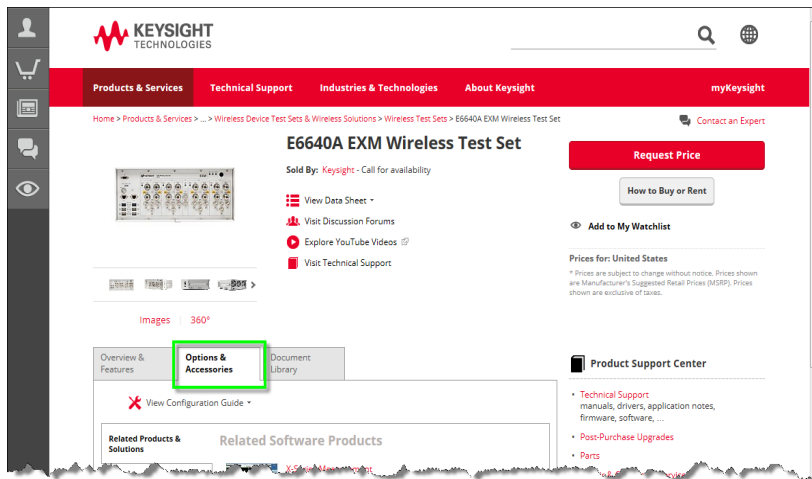 KEYSIGHT
TECHNOLOGIES
Products & Services
Technical Support
Industries & Technologies
About Keysight
myKeysight
Home > Products & Services > ... > Wireless Device Test Sets & Wireless Solutions > Wireless Test Sets > E6640A EXM Wireless Test Set
Contact an Expert
E6640A EXM Wireless Test Set
Sold By: Keysight - Call for availability
View Data Sheet
Visit Discussion Forums
Explore YouTube Videos
Visit Technical Support
Images
360°
Request Price
How to Buy or Rent
Add to My Watchlist
Prices for: United States
* Prices are subject to change without notice. Prices shown
are Manufacturer's Suggested Retail Prices (MSRP). Prices
shown are exclusive of taxes.
Overview &
Features
Options &
Accessories
Document
Library
View Configuration Guide
Related Products &
Solutions
Related Software Products
Product Support Center
• Technical Support
manuals, drivers, application notes,
firmware, software, ...
• Post-Purchase Upgrades
• Parts